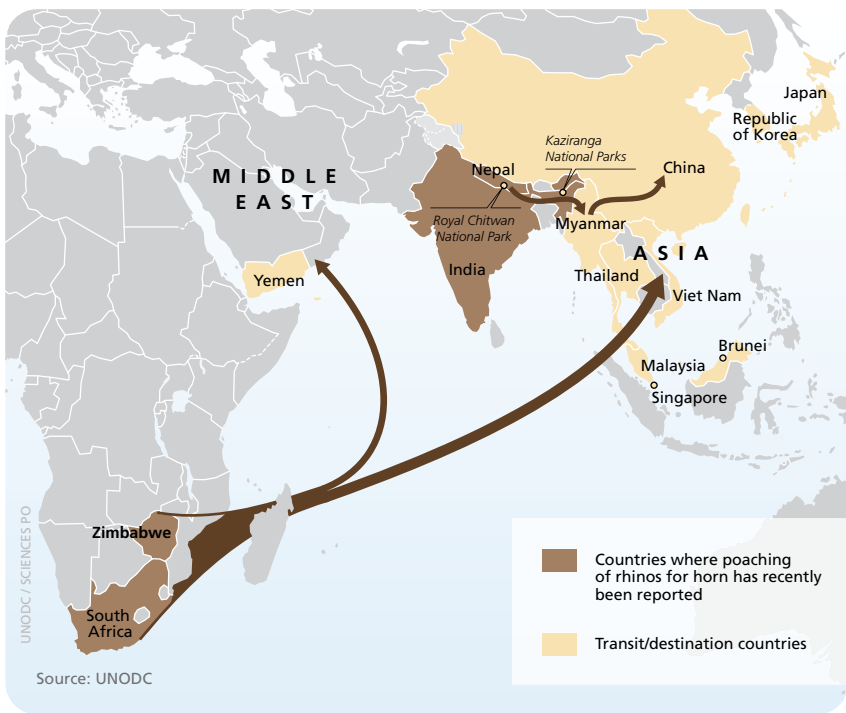 Japan
Republic
of Korea
Kaziranga
National Parks
China
Nepal
MIDDLE
EAST
Royal Chitwan
National Park
Myanmar
ASIA
India
Thailand
Yemen
Viet Nam
Brunei
Malaysia
Singapore
Zimbabwe
South
Africa
Countries where poaching
of rhinos for horn has recently
been reported
Transit/destination countries
UNODC / SCIENCES PO
Source: UNODC